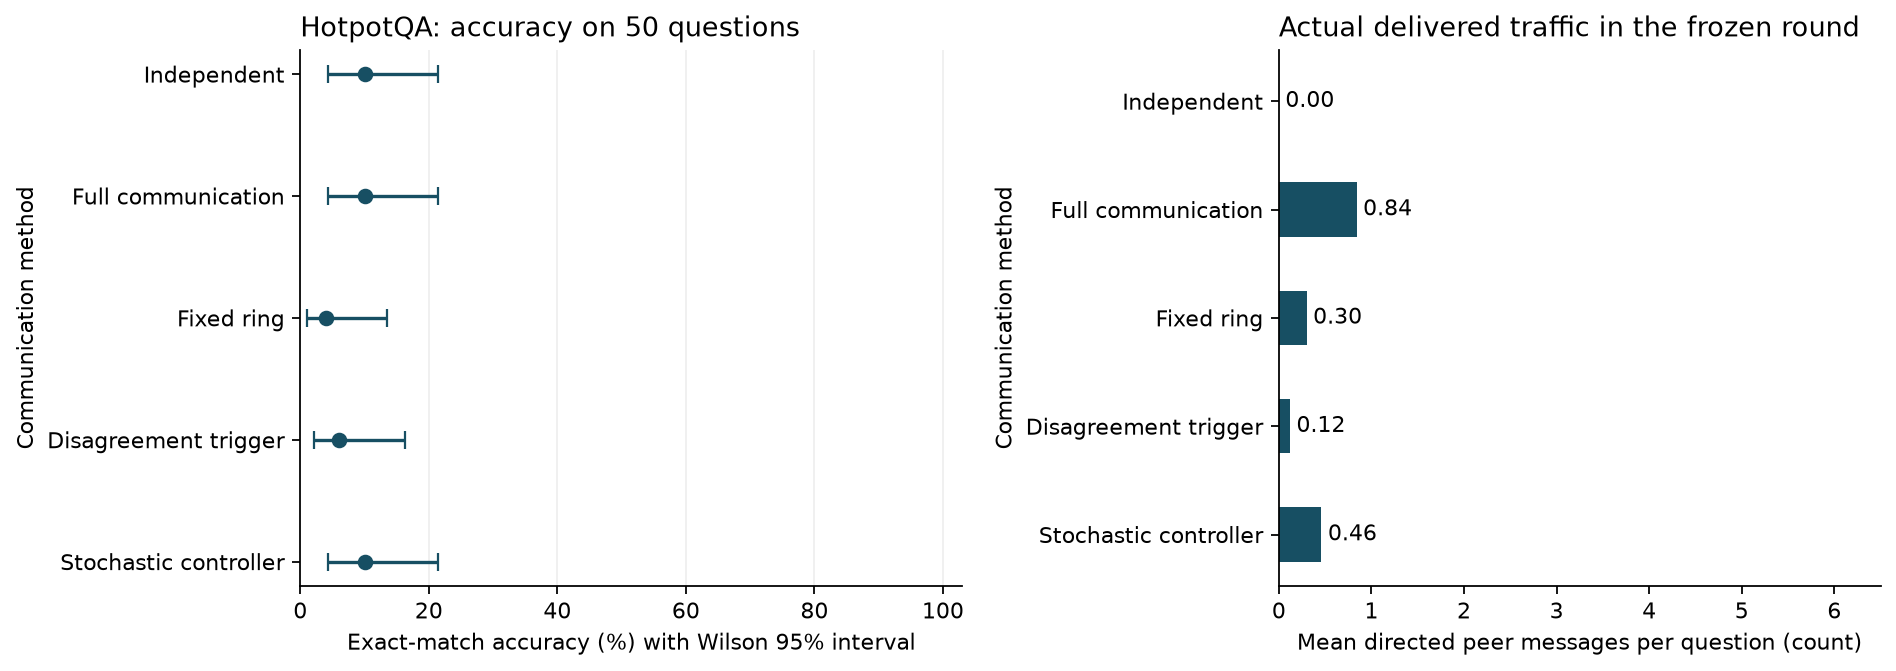 HotpotQA: accuracy on 50 questions
Communication method
Independent
Full communication
Fixed ring
Disagreement trigger
Stochastic controller
0 20 40 60 80 100
Exact-match accuracy (%) with Wilson 95% interval
Actual delivered traffic in the frozen round
Communication method
Independent 0.00
Full communication 0.84
Fixed ring 0.30
Disagreement trigger 0.12
Stochastic controller 0.46
0 1 2 3 4 5 6
Mean directed peer messages per question (count)